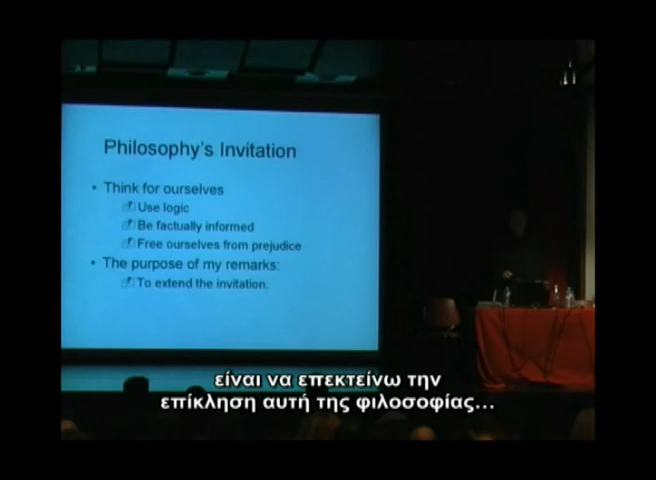 Philosophy's Invitation
• Think for ourselves
Use logic
Be factually informed
Free ourselves from prejudice
• The purpose of my remarks:
To extend the invitation.
είναι να επεκτείνω την
επίκληση αυτή της φιλοσοφίας...